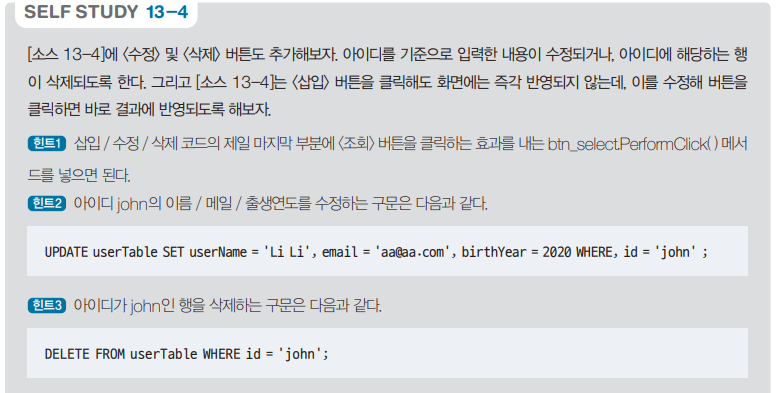 SELF STUDY 13-4
[소스 13-4]에 〈수정〉 및 〈삭제〉 버튼도 추가해보자. 아이디를 기준으로 입력한 내용이 수정되거나, 아이디에 해당하는 행
이 삭제되도록 한다. 그리고 [소스 13-4]는 〈삽입〉 버튼을 클릭해도 화면에는 즉각 반영되지 않는데, 이를 수정해 버튼을
클릭하면 바로 결과에 반영되도록 해보자.
힌트1 삽입 / 수정 / 삭제 코드의 제일 마지막 부분에 〈조회〉 버튼을 클릭하는 효과를 내는 btn_select.PerformClick( ) 메서
드를 넣으면 된다.
힌트2 아이디 john의 이름 / 메일 / 출생연도를 수정하는 구문은 다음과 같다.
UPDATE userTable SET userName = 'Li Li', email = 'aa@aa.com', birthYear = 2020 WHERE, id = 'john' ;
힌트3 아이디가 john인 행을 삭제하는 구문은 다음과 같다.
DELETE FROM userTable WHERE id = 'john';